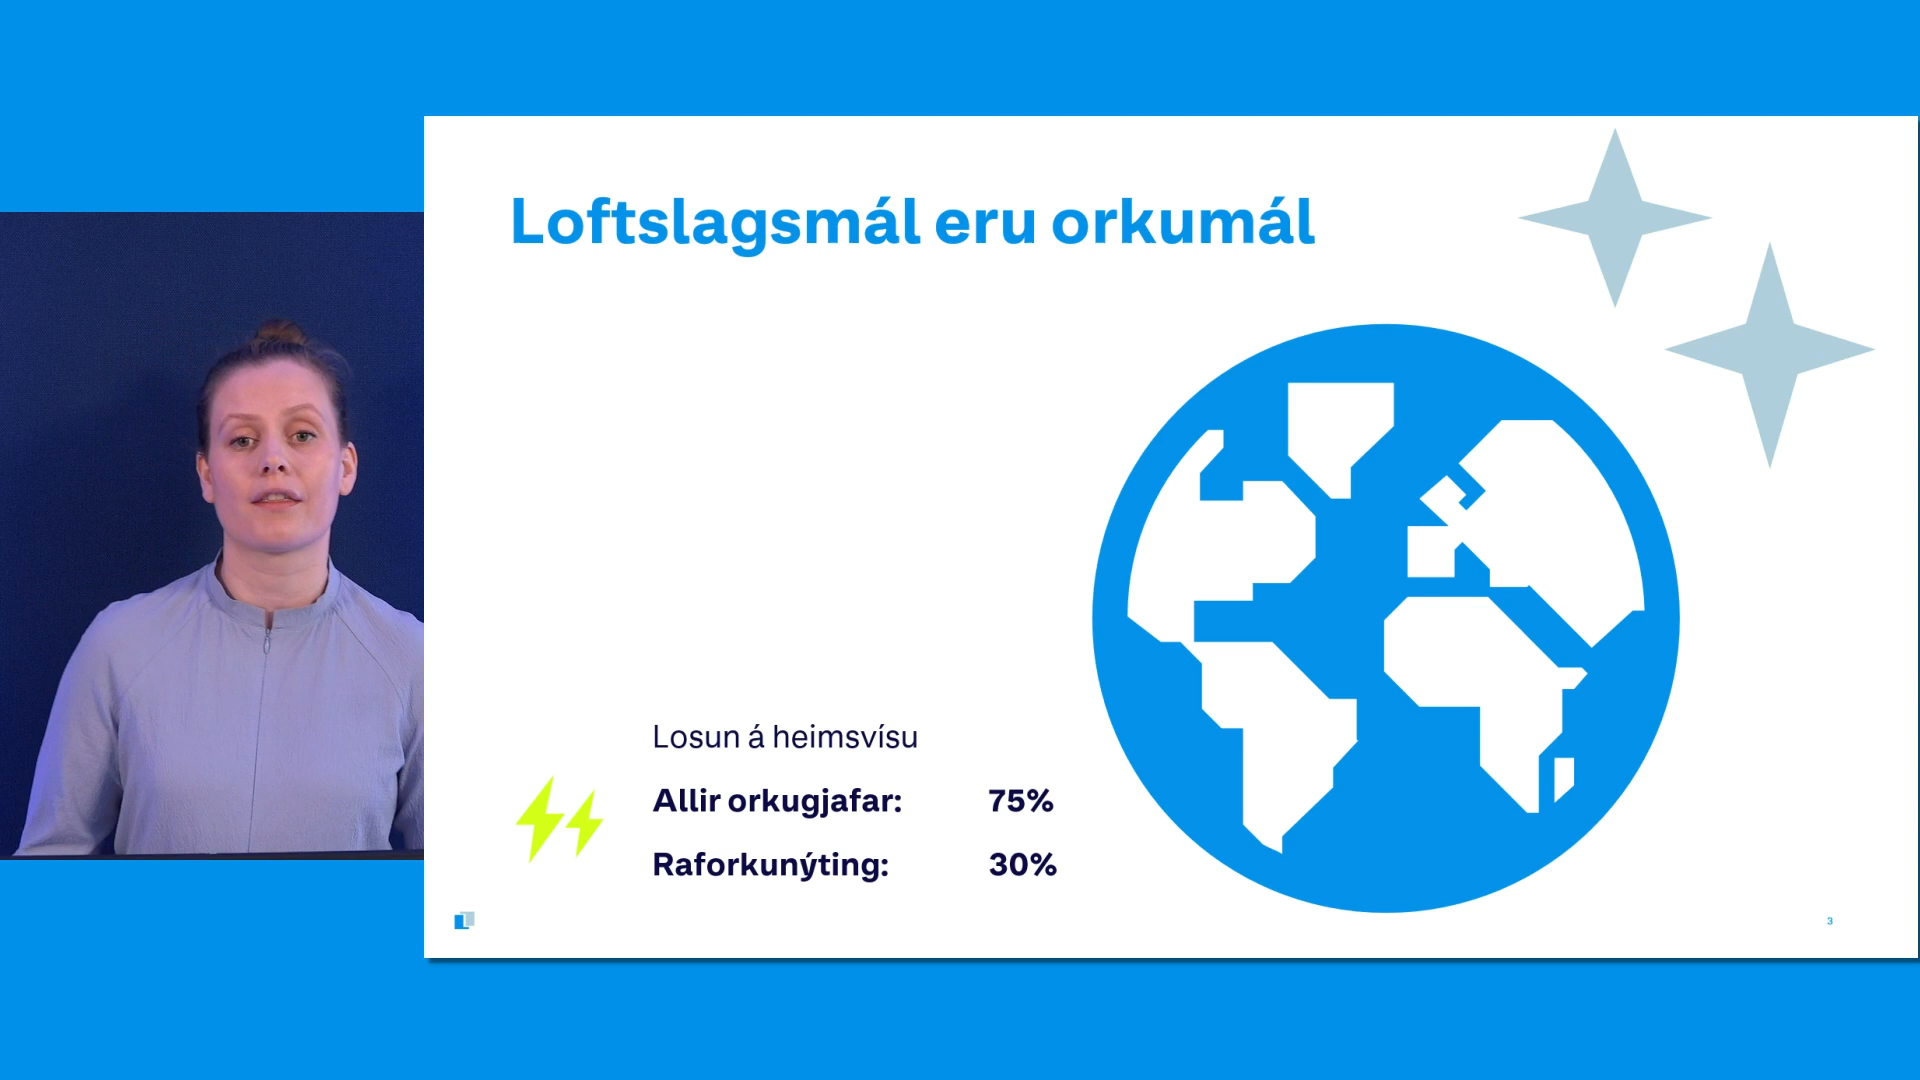 Loftslagsmál eru orkumál
Losun á heimsvísu
Allir orkugjafar: 75%
Raforkunýting: 30%
3